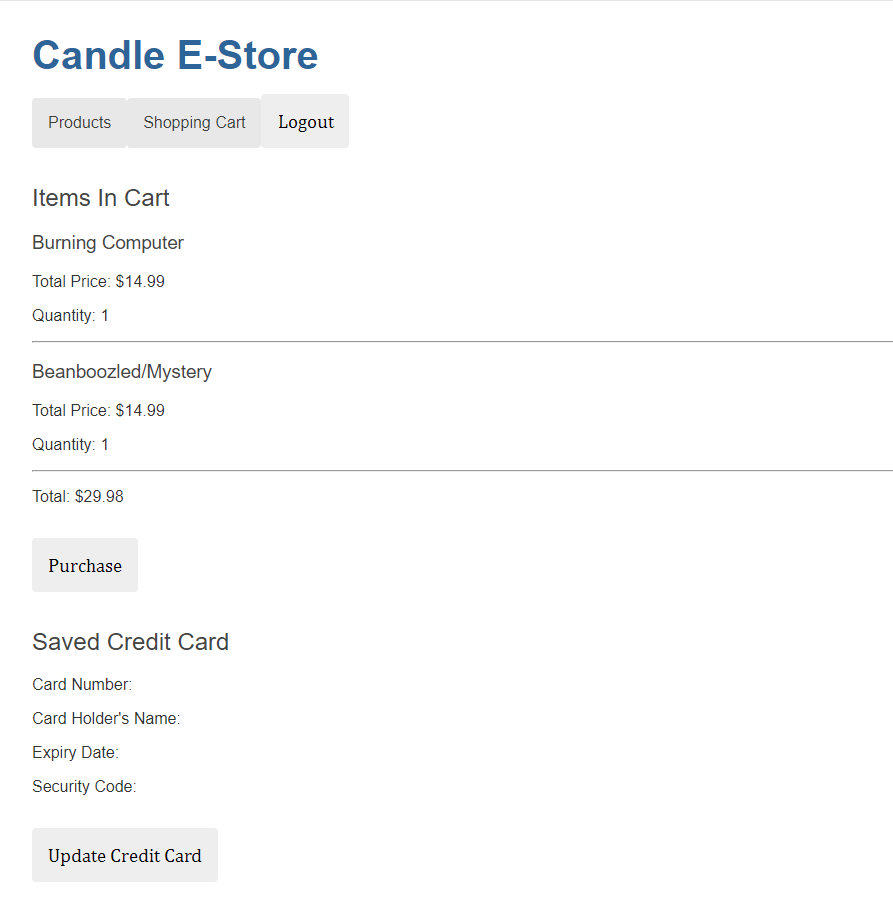 Candle E-Store
Products Shopping Cart Logout
Items In Cart
Burning Computer
Total Price: $14.99
Quantity: 1
Beanboozled/Mystery
Total Price: $14.99
Quantity: 1
Total: $29.98
Purchase
Saved Credit Card
Card Number:
Card Holder's Name:
Expiry Date:
Security Code:
Update Credit Card